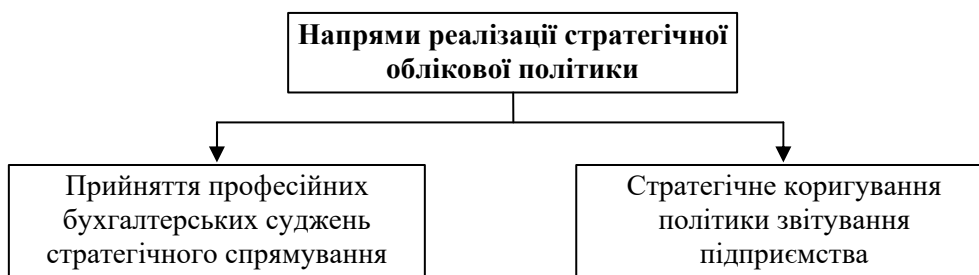 Напрями реалізації стратегічної
облікової політики
Прийняття професійних
бухгалтерських суджень
стратегічного спрямування
Стратегічне коригування
політики звітування
підприємства